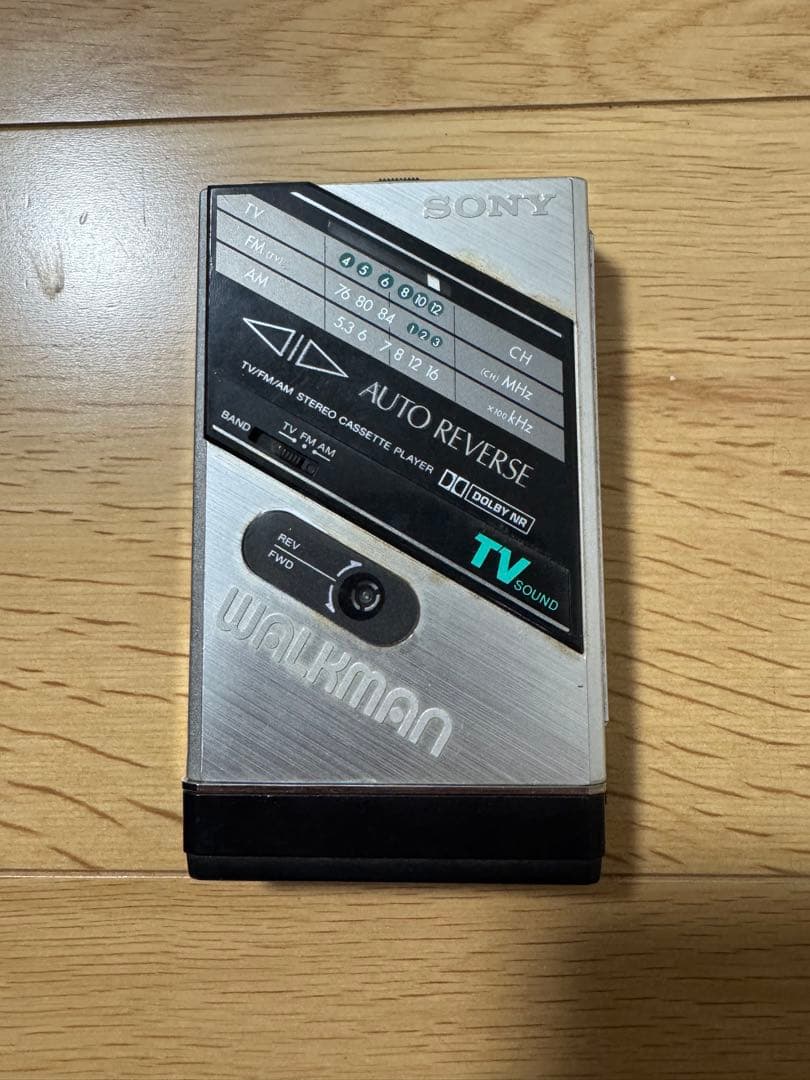 SONY
TV 4 5 6 8 10 12 CH
FM (TV) 76 80 84 1 2 3 (CH) MHz
AM 5.3 6 7 8 12 16 ×100 kHz
AUTO REVERSE
TV/FM/AM STEREO CASSETTE PLAYER
DOLBY NR
BAND TV FM AM
TV SOUND
REV
FWD
WALKMAN